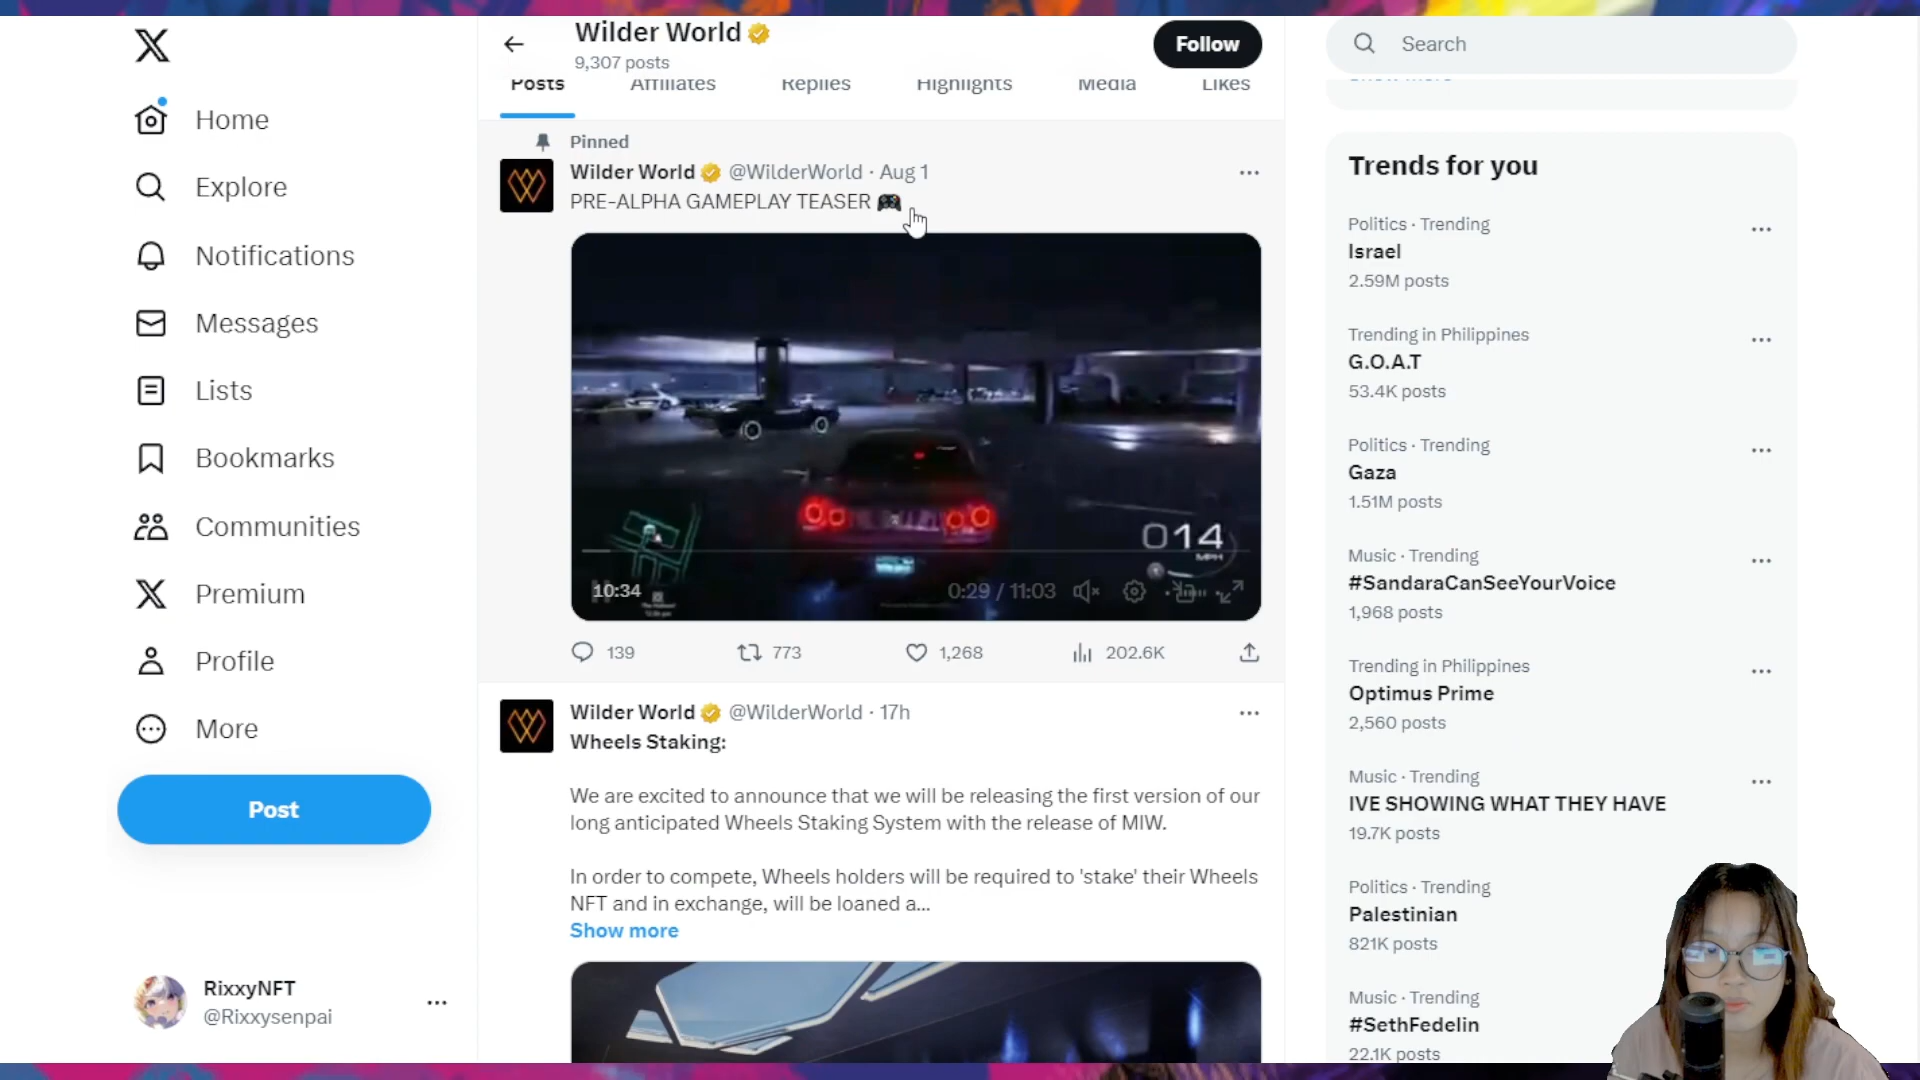 Home
Explore
Notifications
Messages
Lists
Bookmarks
Communities
Premium
Profile
More
Post
RixxyNFT
@Rixxysenpai
Wilder World
9,307 posts
Follow
Posts
Affiliates
Replies
Highlights
Media
Likes
Pinned
Wilder World @WilderWorld · Aug 1
PRE-ALPHA GAMEPLAY TEASER 🎮
014
MPH
10:34
0:29 / 11:03
139
773
1,268
202.6K
Wilder World @WilderWorld · 17h
Wheels Staking:
We are excited to announce that we will be releasing the first version of our
long anticipated Wheels Staking System with the release of MIW.
In order to compete, Wheels holders will be required to 'stake' their Wheels
NFT and in exchange, will be loaned a...
Show more
Search
Show more
Trends for you
Politics · Trending
Israel
2.59M posts
Trending in Philippines
G.O.A.T
53.4K posts
Politics · Trending
Gaza
1.51M posts
Music · Trending
#SandaraCanSeeYourVoice
1,968 posts
Trending in Philippines
Optimus Prime
2,560 posts
Music · Trending
IVE SHOWING WHAT THEY HAVE
19.7K posts
Politics · Trending
Palestinian
821K posts
Music · Trending
#SethFedelin
22.1K posts